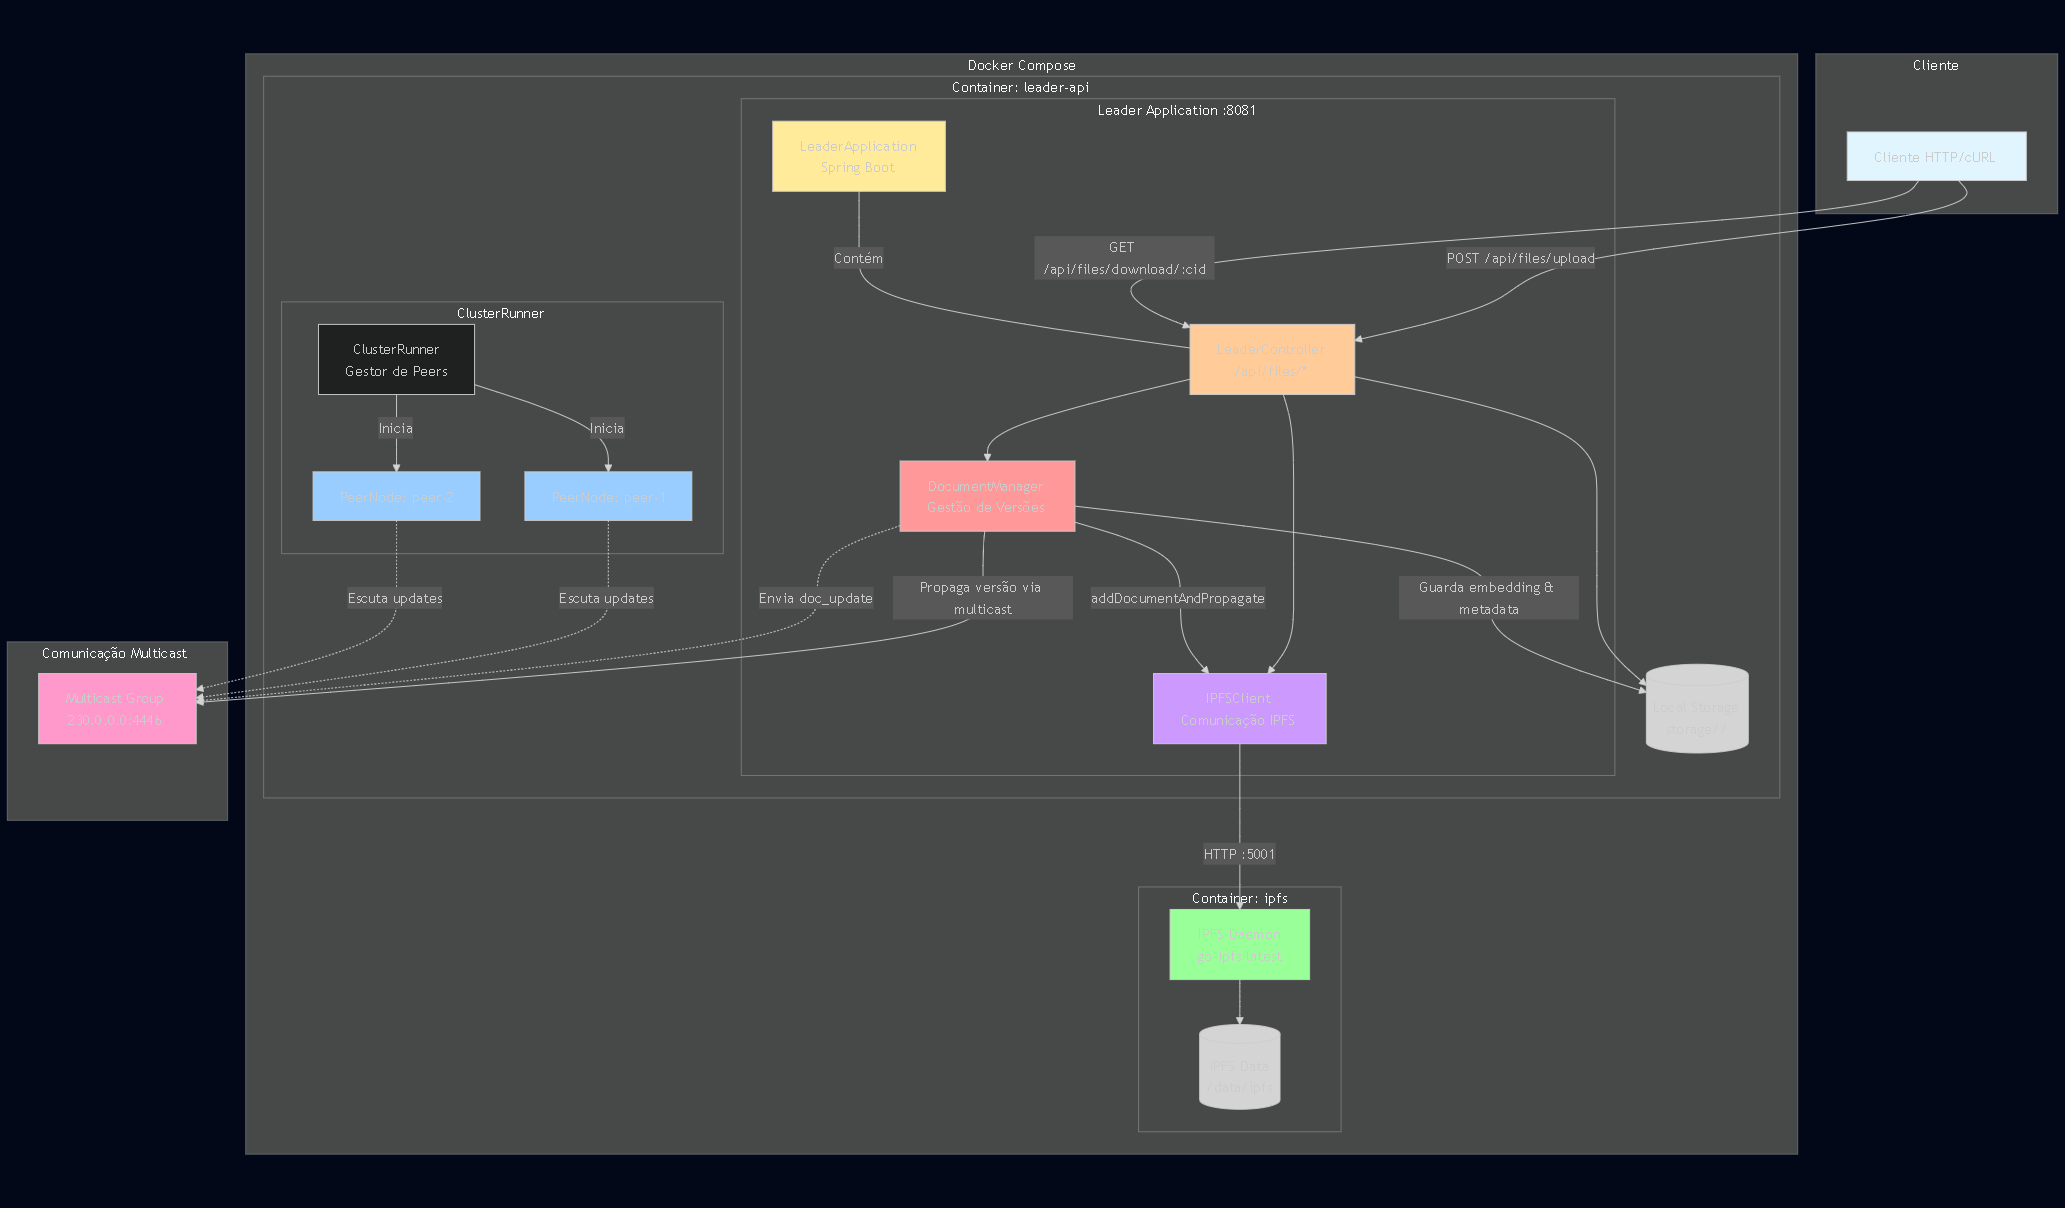 Docker Compose
Cliente
Container: leader-api
Leader Application :8081
LeaderApplication
Spring Boot
Cliente HTTP/cURL
Contém
GET
/api/files/download/:cid
POST /api/files/upload
ClusterRunner
ClusterRunner
Gestor de Peers
LeaderController
/api/files/*
Inicia
Inicia
PeerNode: peer-2
PeerNode: peer-1
DocumentManager
Gestão de Versões
Escuta updates
Escuta updates
Envia doc_update
Propaga versão via
multicast
addDocumentAndPropagate
Guarda embedding &
metadata
Comunicação Multicast
Multicast Group
230.0.0.0:4446
IPFSClient
Comunicação IPFS
Local Storage
storage/
HTTP :5001
Container: ipfs
IPFS Daemon
go-ipfs:latest
IPFS Data
/data/ipfs